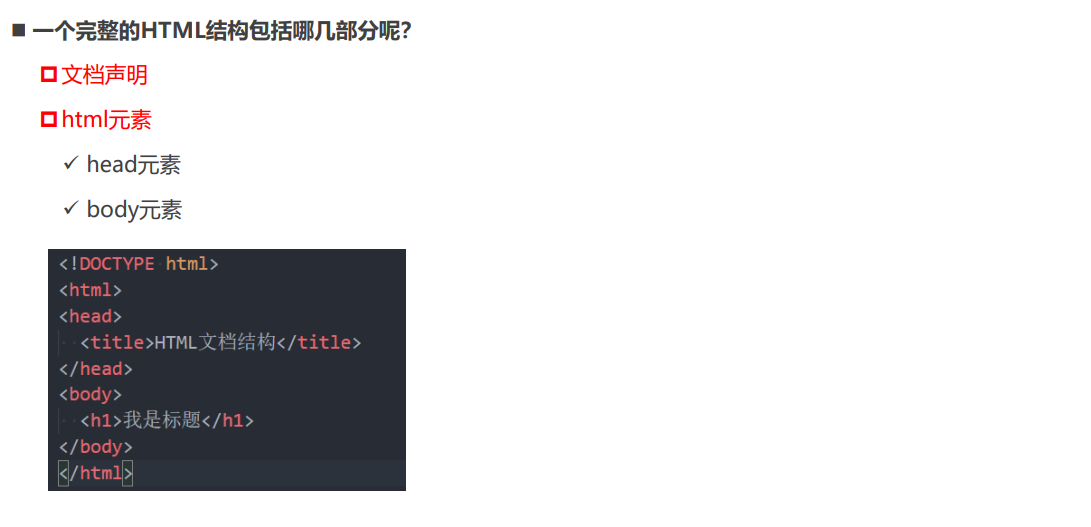 一个完整的HTML结构包括哪几部分呢?
文档声明
html元素
head元素
body元素
<!DOCTYPE html>
<html>
<head>
  <title>HTML文档结构</title>
</head>
<body>
  <h1>我是标题</h1>
</body>
</html>